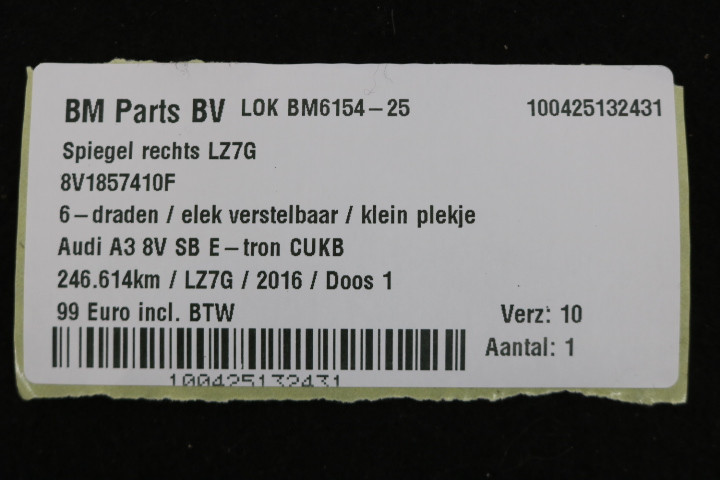 BM Parts BV LOK BM6154-25 100425132431
Spiegel rechts LZ7G
8V1857410F
6-draden / elek verstelbaar / klein plekje
Audi A3 8V SB E-tron CUKB
246.614km / LZ7G / 2016 / Doos 1
99 Euro incl. BTW Verz: 10
Aantal: 1
100425132431